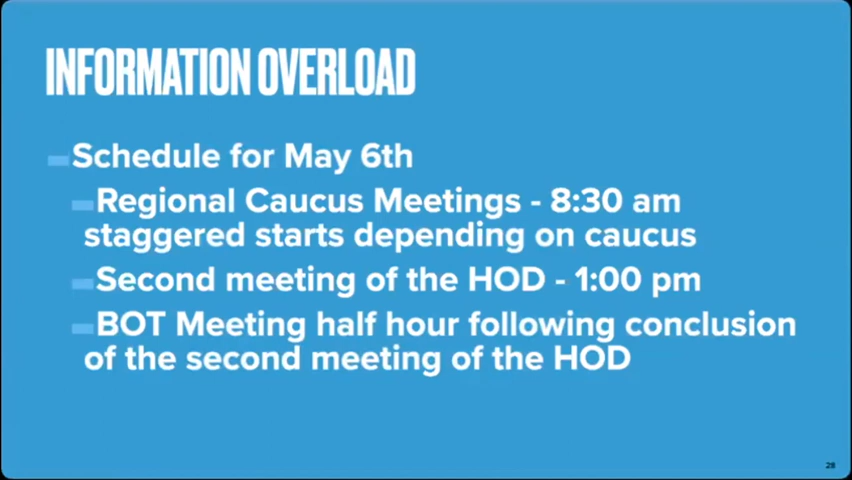 INFORMATION OVERLOAD
Schedule for May 6th
Regional Caucus Meetings - 8:30 am
staggered starts depending on caucus
Second meeting of the HOD - 1:00 pm
BOT Meeting half hour following conclusion
of the second meeting of the HOD
28